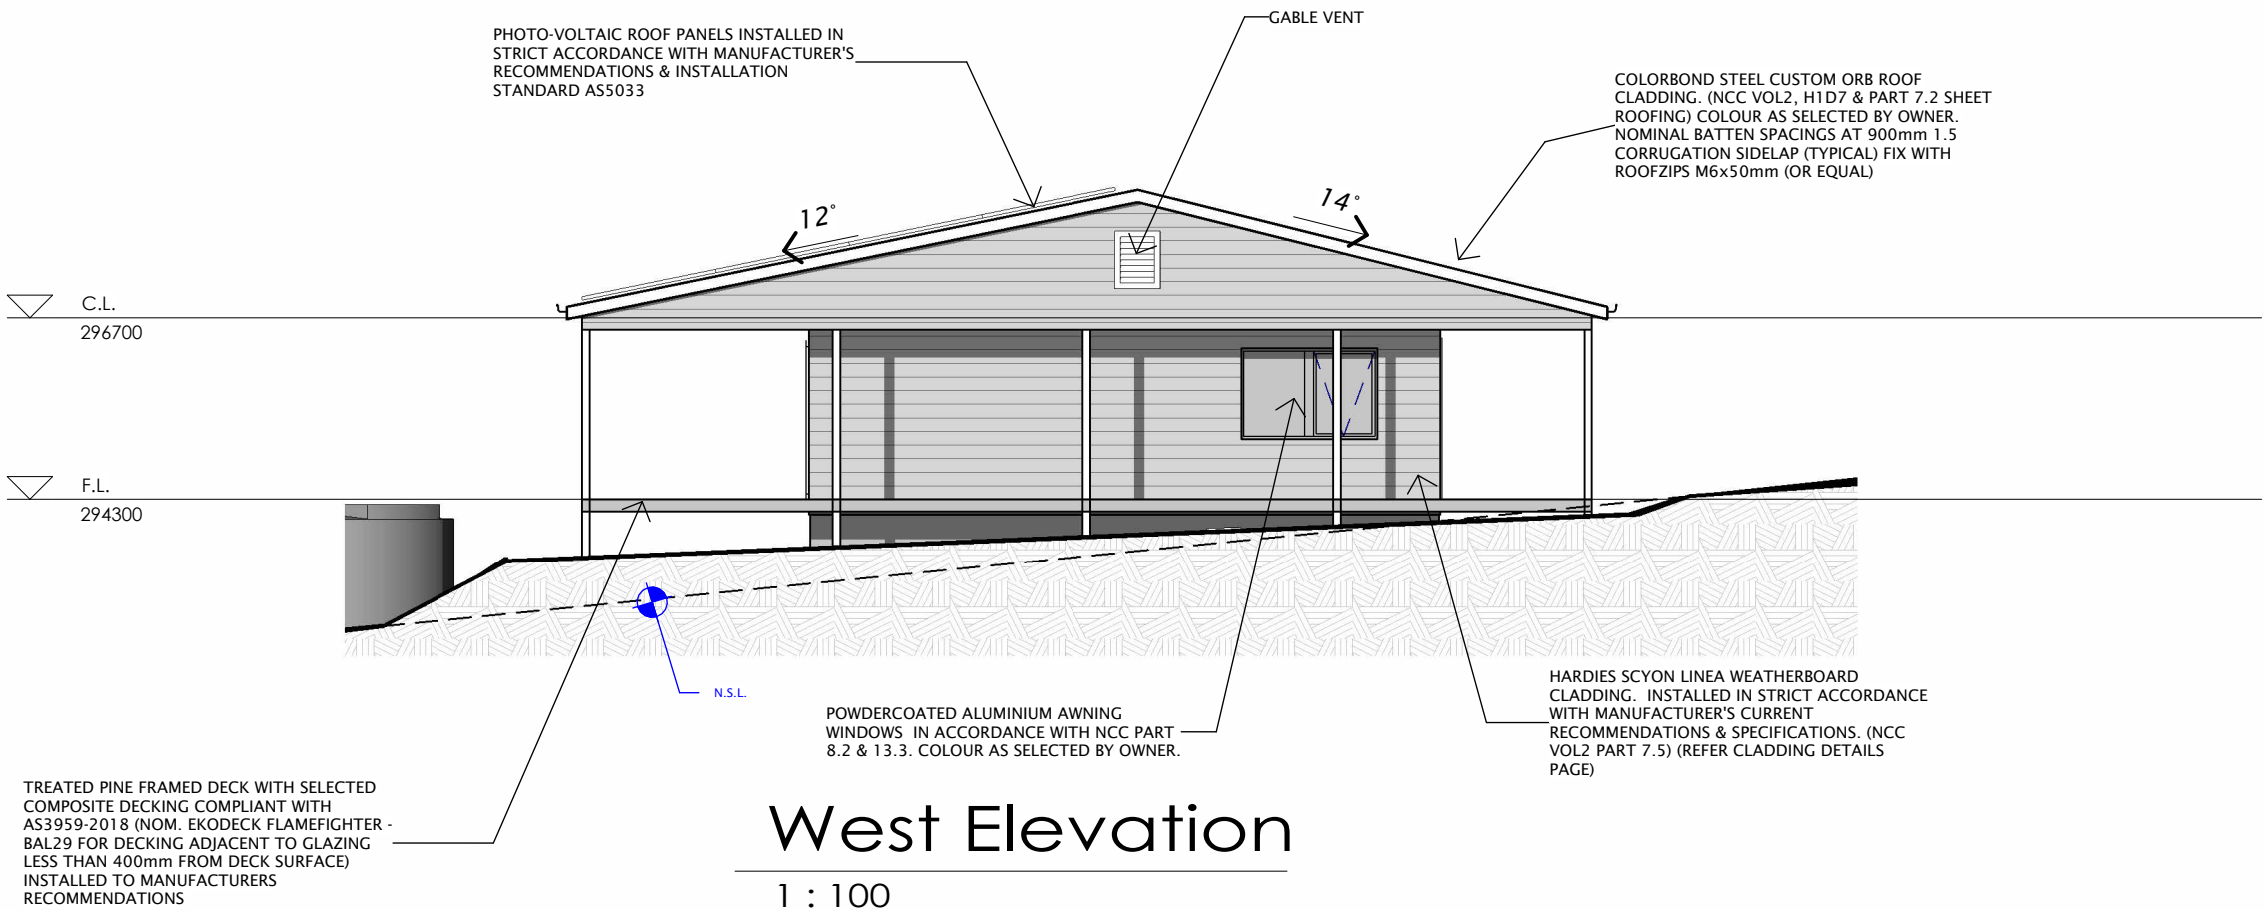 GABLE VENT
PHOTO-VOLTAIC ROOF PANELS INSTALLED IN
STRICT ACCORDANCE WITH MANUFACTURER'S
RECOMMENDATIONS & INSTALLATION
STANDARD AS5033
COLORBOND STEEL CUSTOM ORB ROOF
CLADDING. (NCC VOL2, H1D7 & PART 7.2 SHEET
ROOFING) COLOUR AS SELECTED BY OWNER.
NOMINAL BATTEN SPACINGS AT 900mm 1.5
CORRUGATION SIDELAP (TYPICAL) FIX WITH
ROOFZIPS M6x50mm (OR EQUAL)
12°
14°
C.L.
296700
F.L.
294300
N.S.L.
POWDERCOATED ALUMINIUM AWNING
WINDOWS IN ACCORDANCE WITH NCC PART
8.2 & 13.3. COLOUR AS SELECTED BY OWNER.
HARDIES SCYON LINEA WEATHERBOARD
CLADDING. INSTALLED IN STRICT ACCORDANCE
WITH MANUFACTURER'S CURRENT
RECOMMENDATIONS & SPECIFICATIONS. (NCC
VOL2 PART 7.5) (REFER CLADDING DETAILS
PAGE)
TREATED PINE FRAMED DECK WITH SELECTED
COMPOSITE DECKING COMPLIANT WITH
AS3959-2018 (NOM. EKODECK FLAMEFIGHTER -
BAL29 FOR DECKING ADJACENT TO GLAZING
LESS THAN 400mm FROM DECK SURFACE)
INSTALLED TO MANUFACTURERS
RECOMMENDATIONS
West Elevation
1 : 100